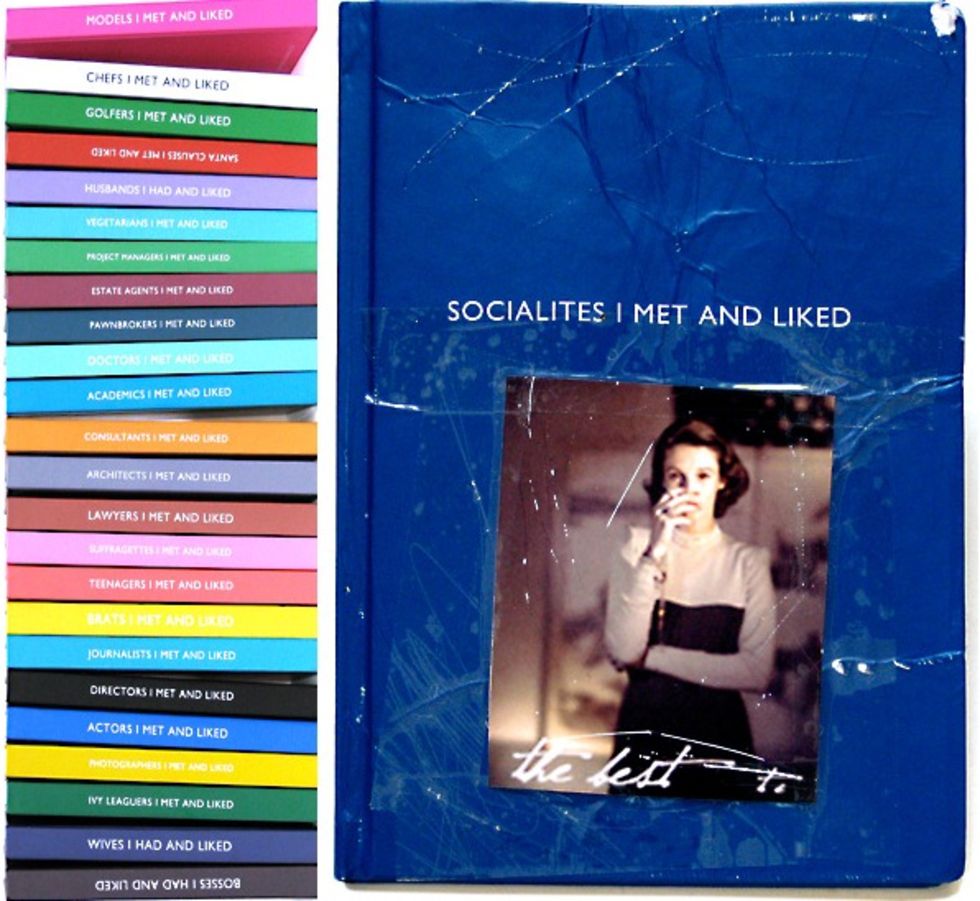 MODELS I MET AND LIKED
CHEFS I MET AND LIKED
GOLFERS I MET AND LIKED
SANTA CLAUSES I MET AND LIKED
HUSBANDS I HAD AND LIKED
VEGETARIANS I MET AND LIKED
PROJECT MANAGERS I MET AND LIKED
ESTATE AGENTS I MET AND LIKED
PAWNBROKERS I MET AND LIKED
DOCTORS I MET AND LIKED
ACADEMICS I MET AND LIKED
CONSULTANTS I MET AND LIKED
ARCHITECTS I MET AND LIKED
LAWYERS I MET AND LIKED
SUFFRAGETTES I MET AND LIKED
TEENAGERS I MET AND LIKED
BRATS I MET AND LIKED
JOURNALISTS I MET AND LIKED
DIRECTORS I MET AND LIKED
ACTORS I MET AND LIKED
PHOTOGRAPHERS I MET AND LIKED
IVY LEAGUERS I MET AND LIKED
WIVES I HAD AND LIKED
BOSSES I HAD AND LIKED
SOCIALITES I MET AND LIKED
the best